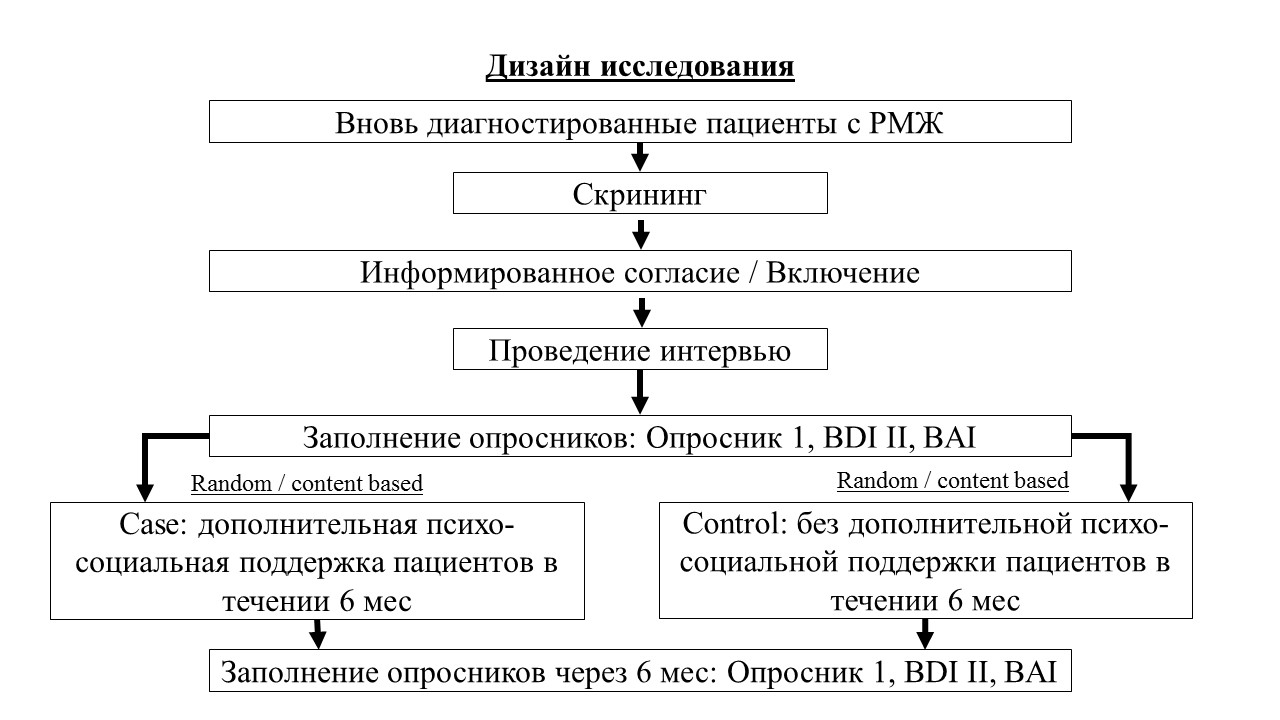 Дизайн исследования
Вновь диагностированные пациенты с РМЖ
Скрининг
Информированное согласие / Включение
Проведение интервью
Заполнение опросников: Опросник 1, BDI II, BAI
Random / content based
Random / content based
Case: дополнительная психо-
социальная поддержка пациентов в
течении 6 мес
Control: без дополнительной психо-
социальной поддержки пациентов в
течении 6 мес
Заполнение опросников через 6 мес: Опросник 1, BDI II, BAI